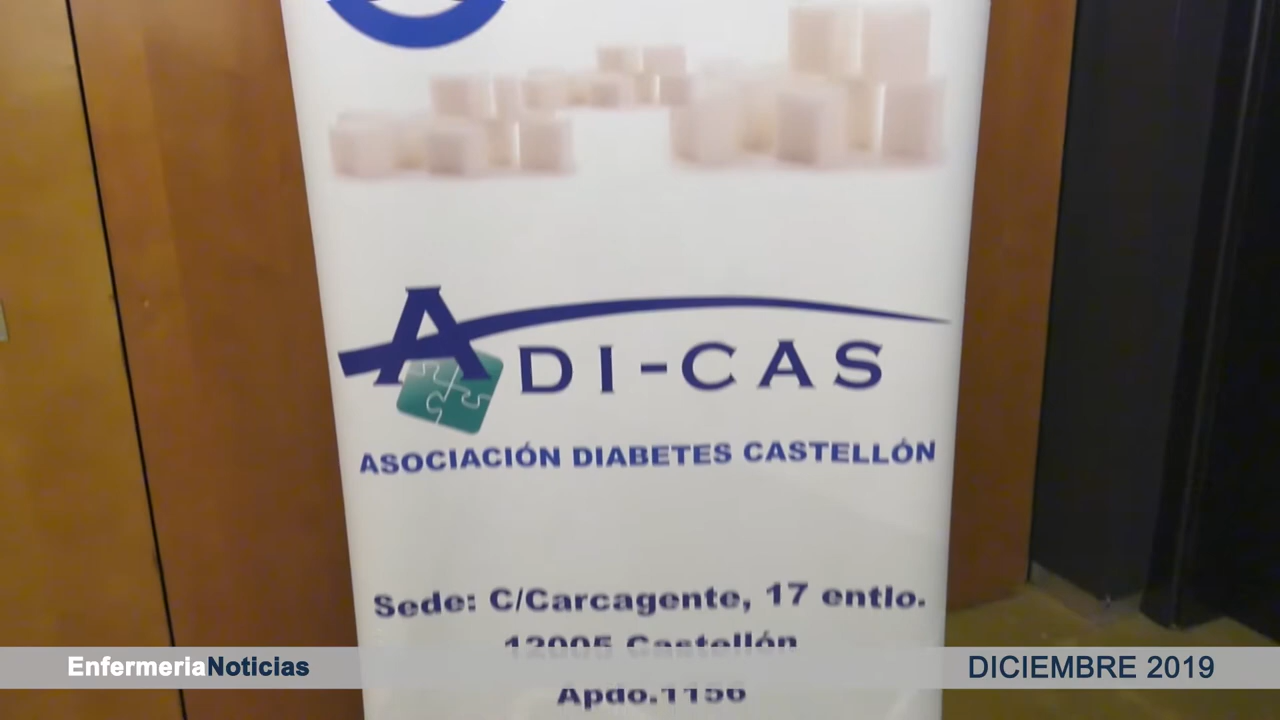 ADI-CAS
ASOCIACIÓN DIABETES CASTELLÓN
Sede: C/Carcagente, 17 entlo.
12005 Castellón
EnfermeriaNoticias
DICIEMBRE 2019
Apdo.1156